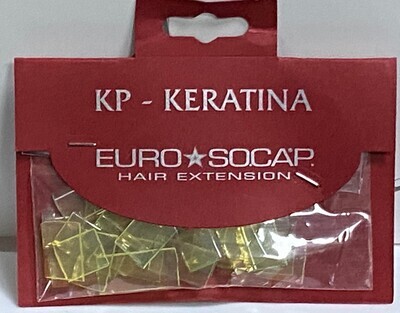 KP - KERATINA
EURO★SOCAP.
HAIR EXTENSION